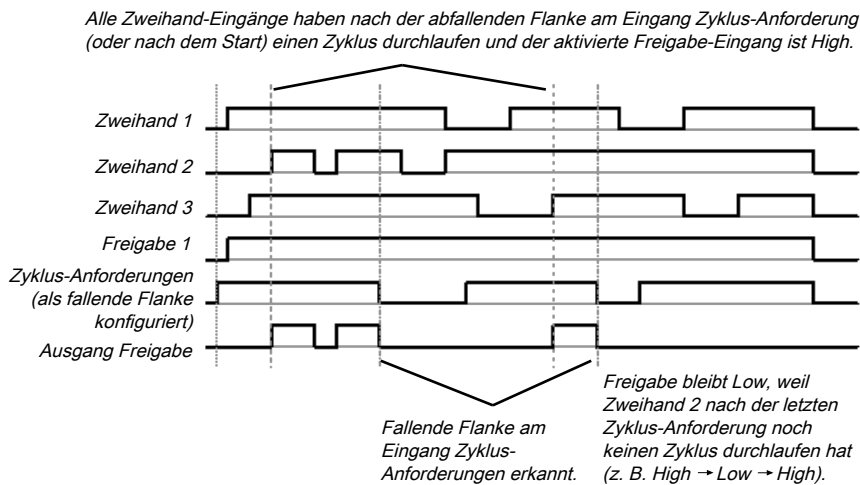 Alle Zweihand-Eingänge haben nach der abfallenden Flanke am Eingang Zyklus-Anforderung
(oder nach dem Start) einen Zyklus durchlaufen und der aktivierte Freigabe-Eingang ist High.
Zweihand 1
Zweihand 2
Zweihand 3
Freigabe 1
Zyklus-Anforderungen
(als fallende Flanke
konfiguriert)
Ausgang Freigabe
Fallende Flanke am
Eingang Zyklus-
Anforderungen erkannt.
Freigabe bleibt Low, weil
Zweihand 2 nach der letzten
Zyklus-Anforderung noch
keinen Zyklus durchlaufen hat
(z. B. High → Low → High).